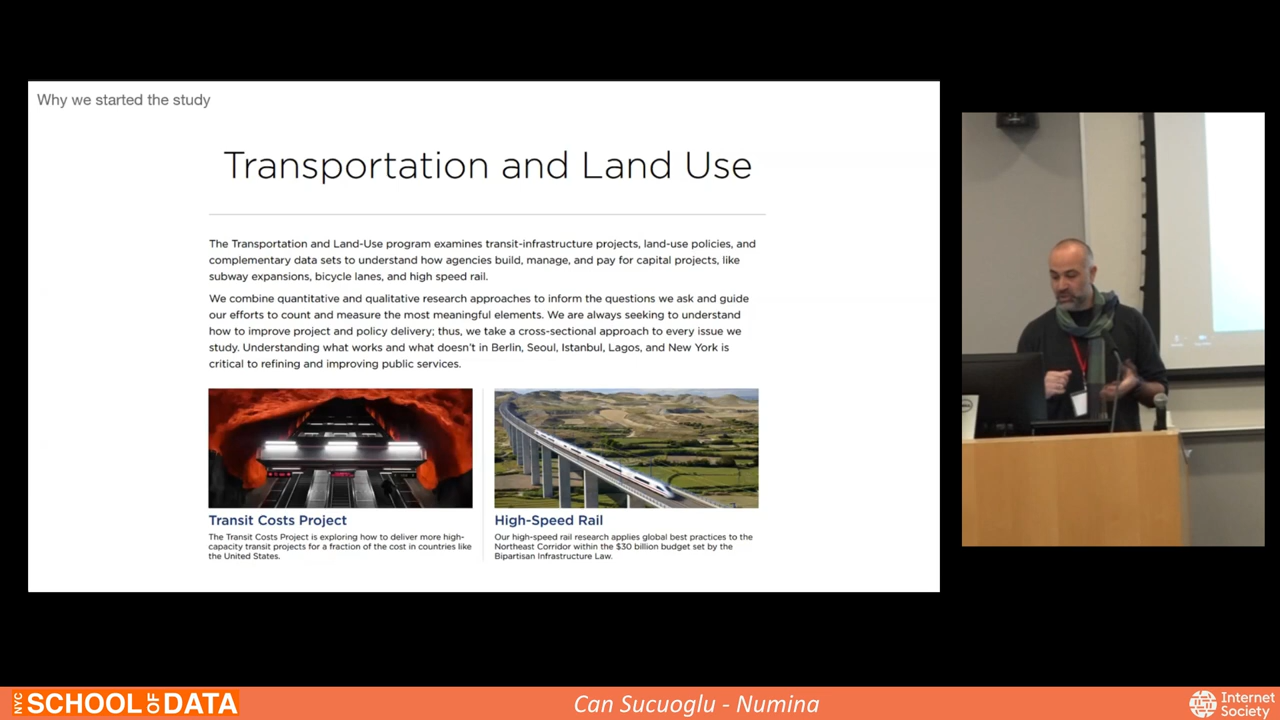 Why we started the study
Transportation and Land Use
The Transportation and Land-Use program examines transit-infrastructure projects, land-use policies, and
complementary data sets to understand how agencies build, manage, and pay for capital projects, like
subway expansions, bicycle lanes, and high speed rail.
We combine quantitative and qualitative research approaches to inform the questions we ask and guide
our efforts to count and measure the most meaningful elements. We are always seeking to understand
how to improve project and policy delivery; thus, we take a cross-sectional approach to every issue we
study. Understanding what works and what doesn't in Berlin, Seoul, Istanbul, Lagos, and New York is
critical to refining and improving public services.
Transit Costs Project
The Transit Costs Project is exploring how to deliver more high-
capacity transit projects for a fraction of the cost in countries like
the United States.
High-Speed Rail
Our high-speed rail research applies global best practices to the
Northeast Corridor within the $30 billion budget set by the
Bipartisan Infrastructure Law.
NYC SCHOOL OF DATA
Can Sucuoglu - Numina
Internet
Society